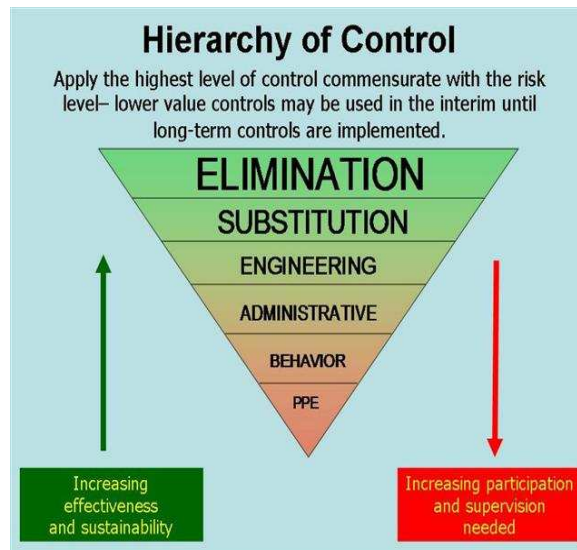 Hierarchy of Control
Apply the highest level of control commensurate with the risk
level– lower value controls may be used in the interim until
long-term controls are implemented.
ELIMINATION
SUBSTITUTION
ENGINEERING
ADMINISTRATIVE
BEHAVIOR
PPE
Increasing
effectiveness
and sustainability
Increasing participation
and supervision
needed